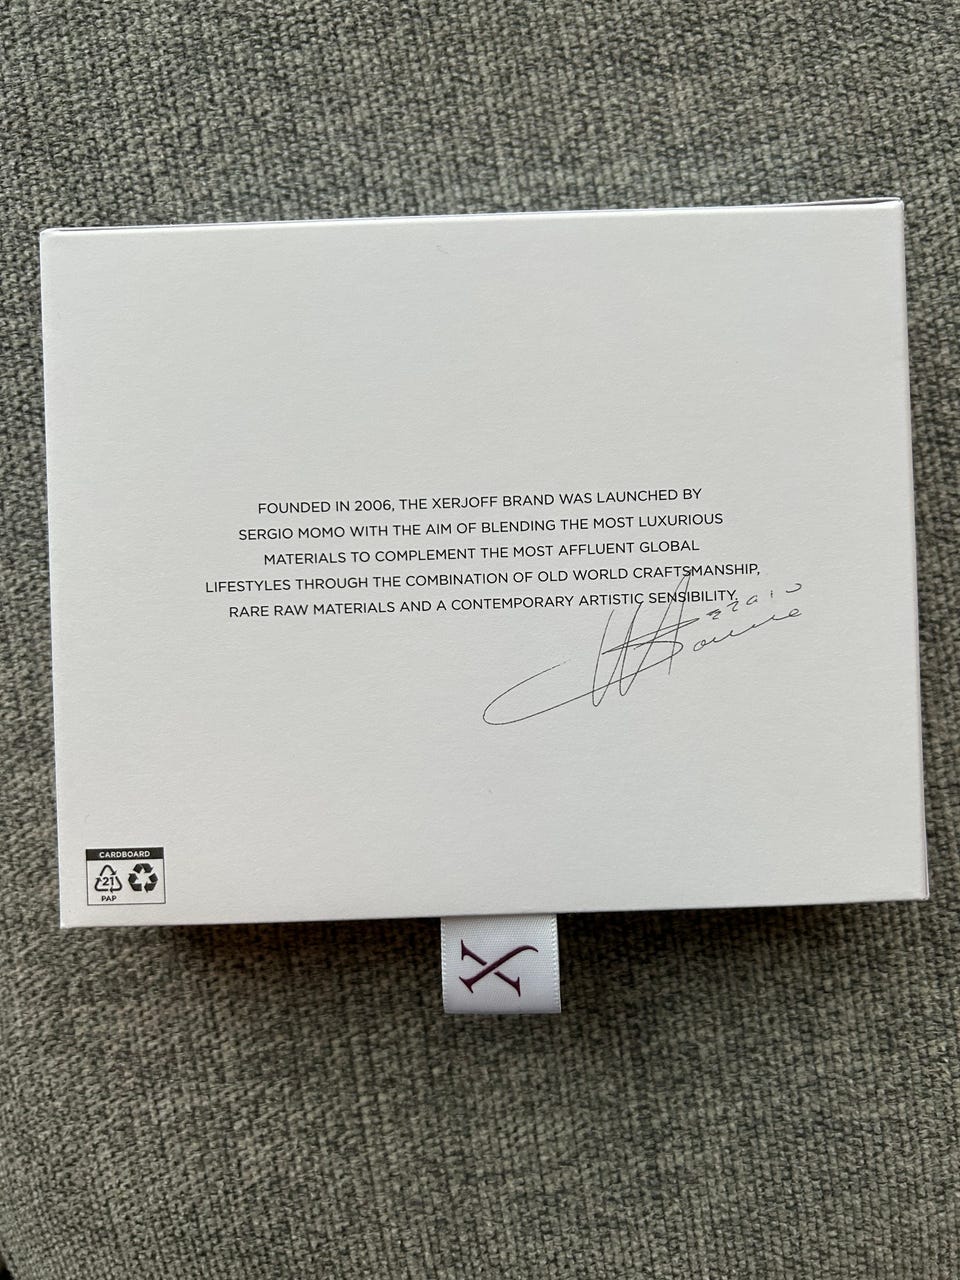 FOUNDED IN 2006, THE XERJOFF BRAND WAS LAUNCHED BY
SERGIO MOMO WITH THE AIM OF BLENDING THE MOST LUXURIOUS
MATERIALS TO COMPLEMENT THE MOST AFFLUENT GLOBAL
LIFESTYLES THROUGH THE COMBINATION OF OLD WORLD CRAFTSMANSHIP,
RARE RAW MATERIALS AND A CONTEMPORARY ARTISTIC SENSIBILITY.
CARDBOARD
21
PAP
X